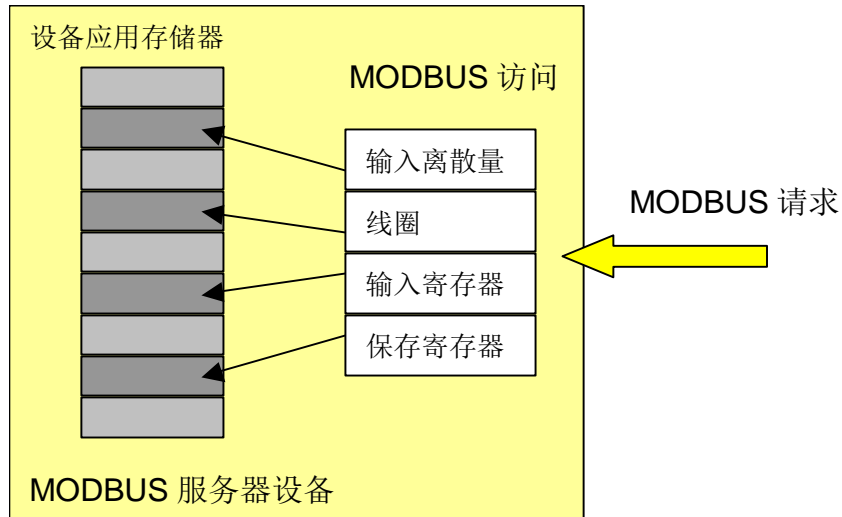 设备应用存储器
MODBUS 访问
输入离散量
线圈
输入寄存器
保存寄存器
MODBUS 请求
MODBUS 服务器设备